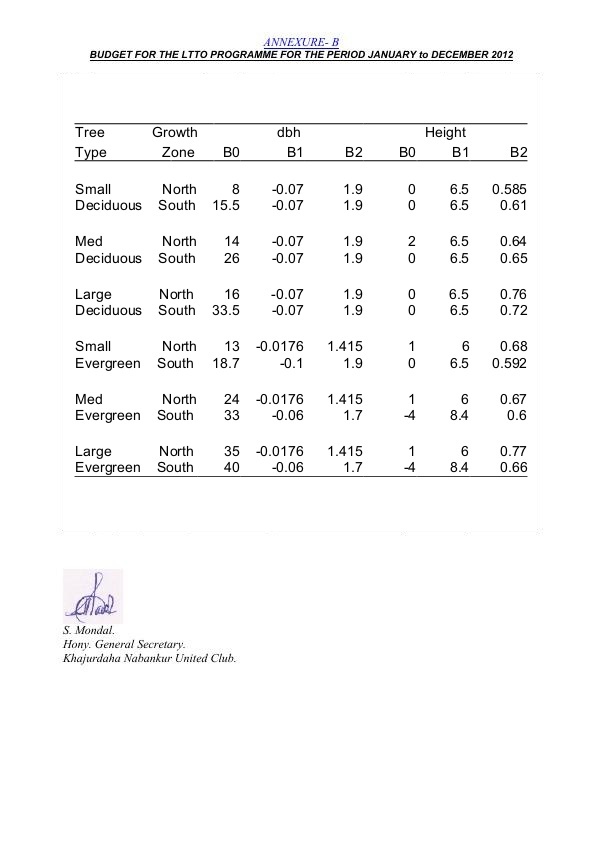 ANNEXURE- B
BUDGET FOR THE LTTO PROGRAMME FOR THE PERIOD JANUARY to DECEMBER 2012
Tree Growth dbh Height
Type Zone B0 B1 B2 B0 B1 B2
Small North 8 -0.07 1.9 0 6.5 0.585
Deciduous South 15.5 -0.07 1.9 0 6.5 0.61
Med North 14 -0.07 1.9 2 6.5 0.64
Deciduous South 26 -0.07 1.9 0 6.5 0.65
Large North 16 -0.07 1.9 0 6.5 0.76
Deciduous South 33.5 -0.07 1.9 0 6.5 0.72
Small North 13 -0.0176 1.415 1 6 0.68
Evergreen South 18.7 -0.1 1.9 0 6.5 0.592
Med North 24 -0.0176 1.415 1 6 0.67
Evergreen South 33 -0.06 1.7 -4 8.4 0.6
Large North 35 -0.0176 1.415 1 6 0.77
Evergreen South 40 -0.06 1.7 -4 8.4 0.66
S. Mondal.
Hony. General Secretary.
Khajurdaha Nabankur United Club.